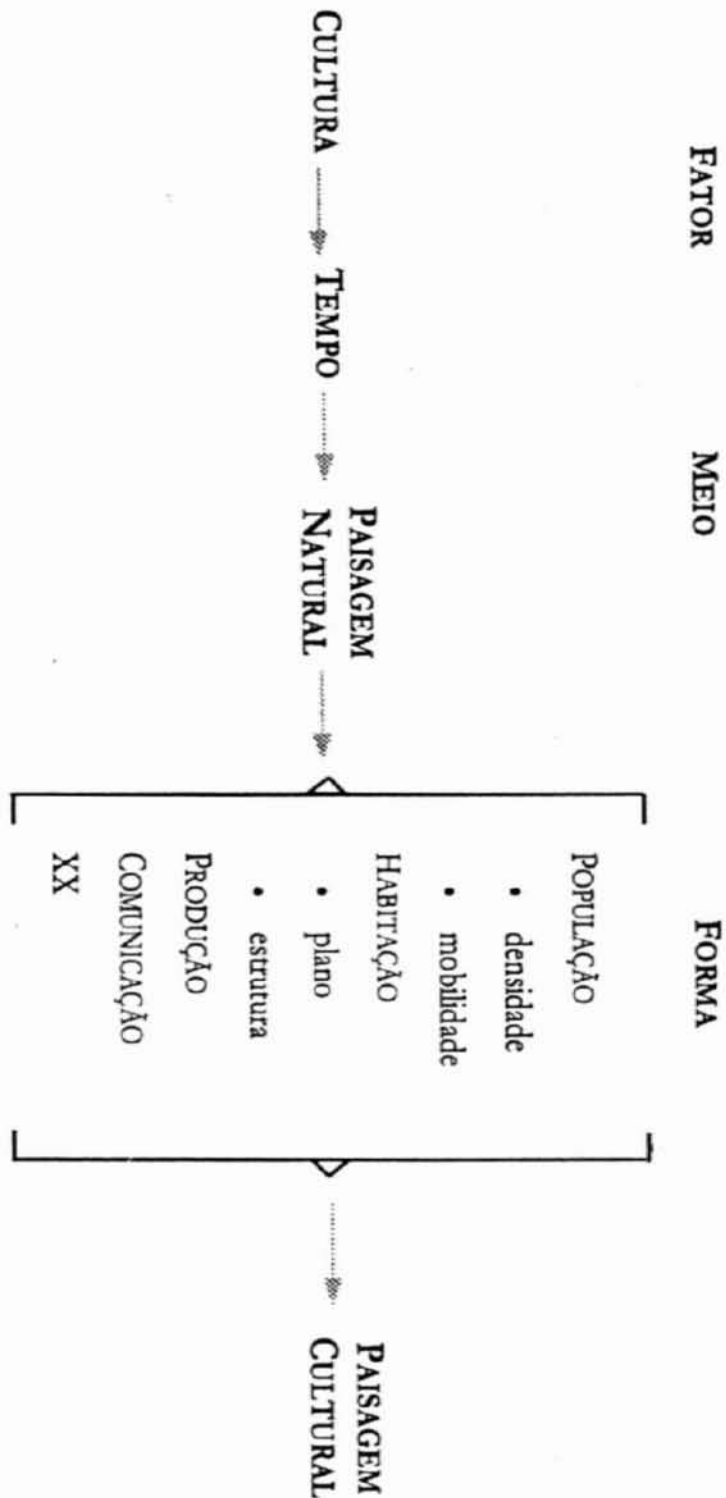 FATOR
MEIO
FORMA
CULTURA
TEMPO
PAISAGEM
NATURAL
POPULAÇÃO
• densidade
• mobilidade
HABITAÇÃO
• plano
• estrutura
PRODUÇÃO
COMUNICAÇÃO
XX
PAISAGEM
CULTURAL